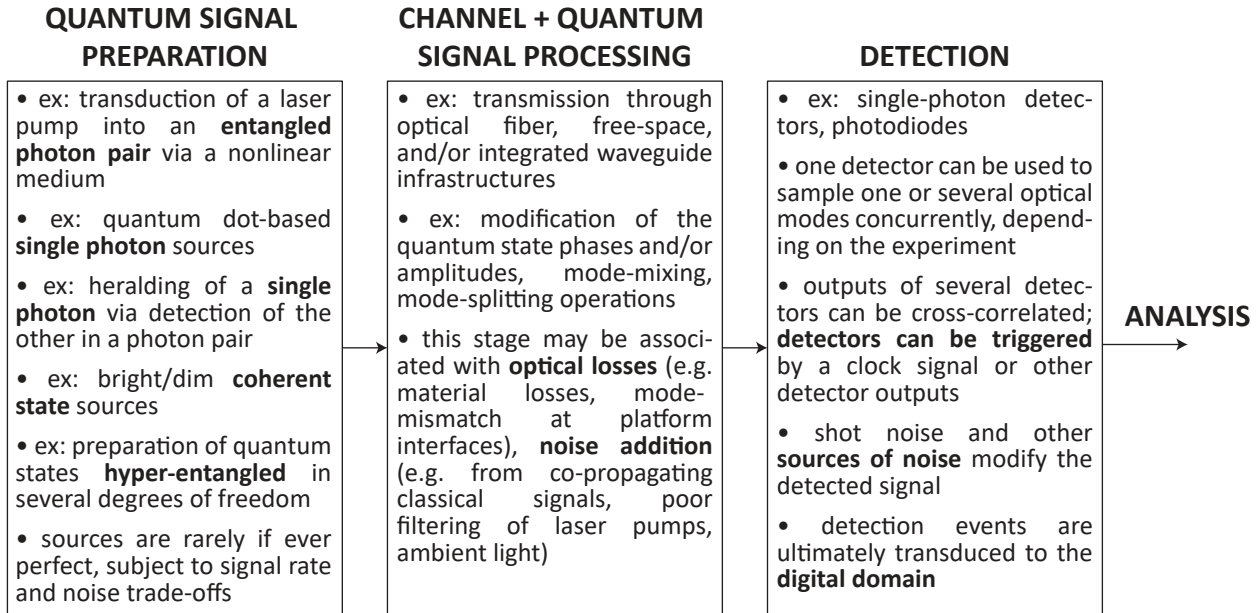 QUANTUM SIGNAL
PREPARATION
• ex: transduction of a laser
pump into an entangled
photon pair via a nonlinear
medium
• ex: quantum dot-based
single photon sources
• ex: heralding of a single
photon via detection of the
other in a photon pair
• ex: bright/dim coherent
state sources
• ex: preparation of quantum
states hyper-entangled in
several degrees of freedom
• sources are rarely if ever
perfect, subject to signal rate
and noise trade-offs
CHANNEL + QUANTUM
SIGNAL PROCESSING
• ex: transmission through
optical fiber, free-space,
and/or integrated waveguide
infrastructures
• ex: modification of the
quantum state phases and/or
amplitudes, mode-mixing,
mode-splitting operations
• this stage may be associ-
ated with optical losses (e.g.
material losses, mode-
mismatch at platform
interfaces), noise addition
(e.g. from co-propagating
classical signals, poor
filtering of laser pumps,
ambient light)
DETECTION
• ex: single-photon detec-
tors, photodiodes
• one detector can be used to
sample one or several optical
modes concurrently, depend-
ing on the experiment
• outputs of several detec-
tors can be cross-correlated;
detectors can be triggered
by a clock signal or other
detector outputs
• shot noise and other
sources of noise modify the
detected signal
• detection events are
ultimately transduced to the
digital domain
ANALYSIS